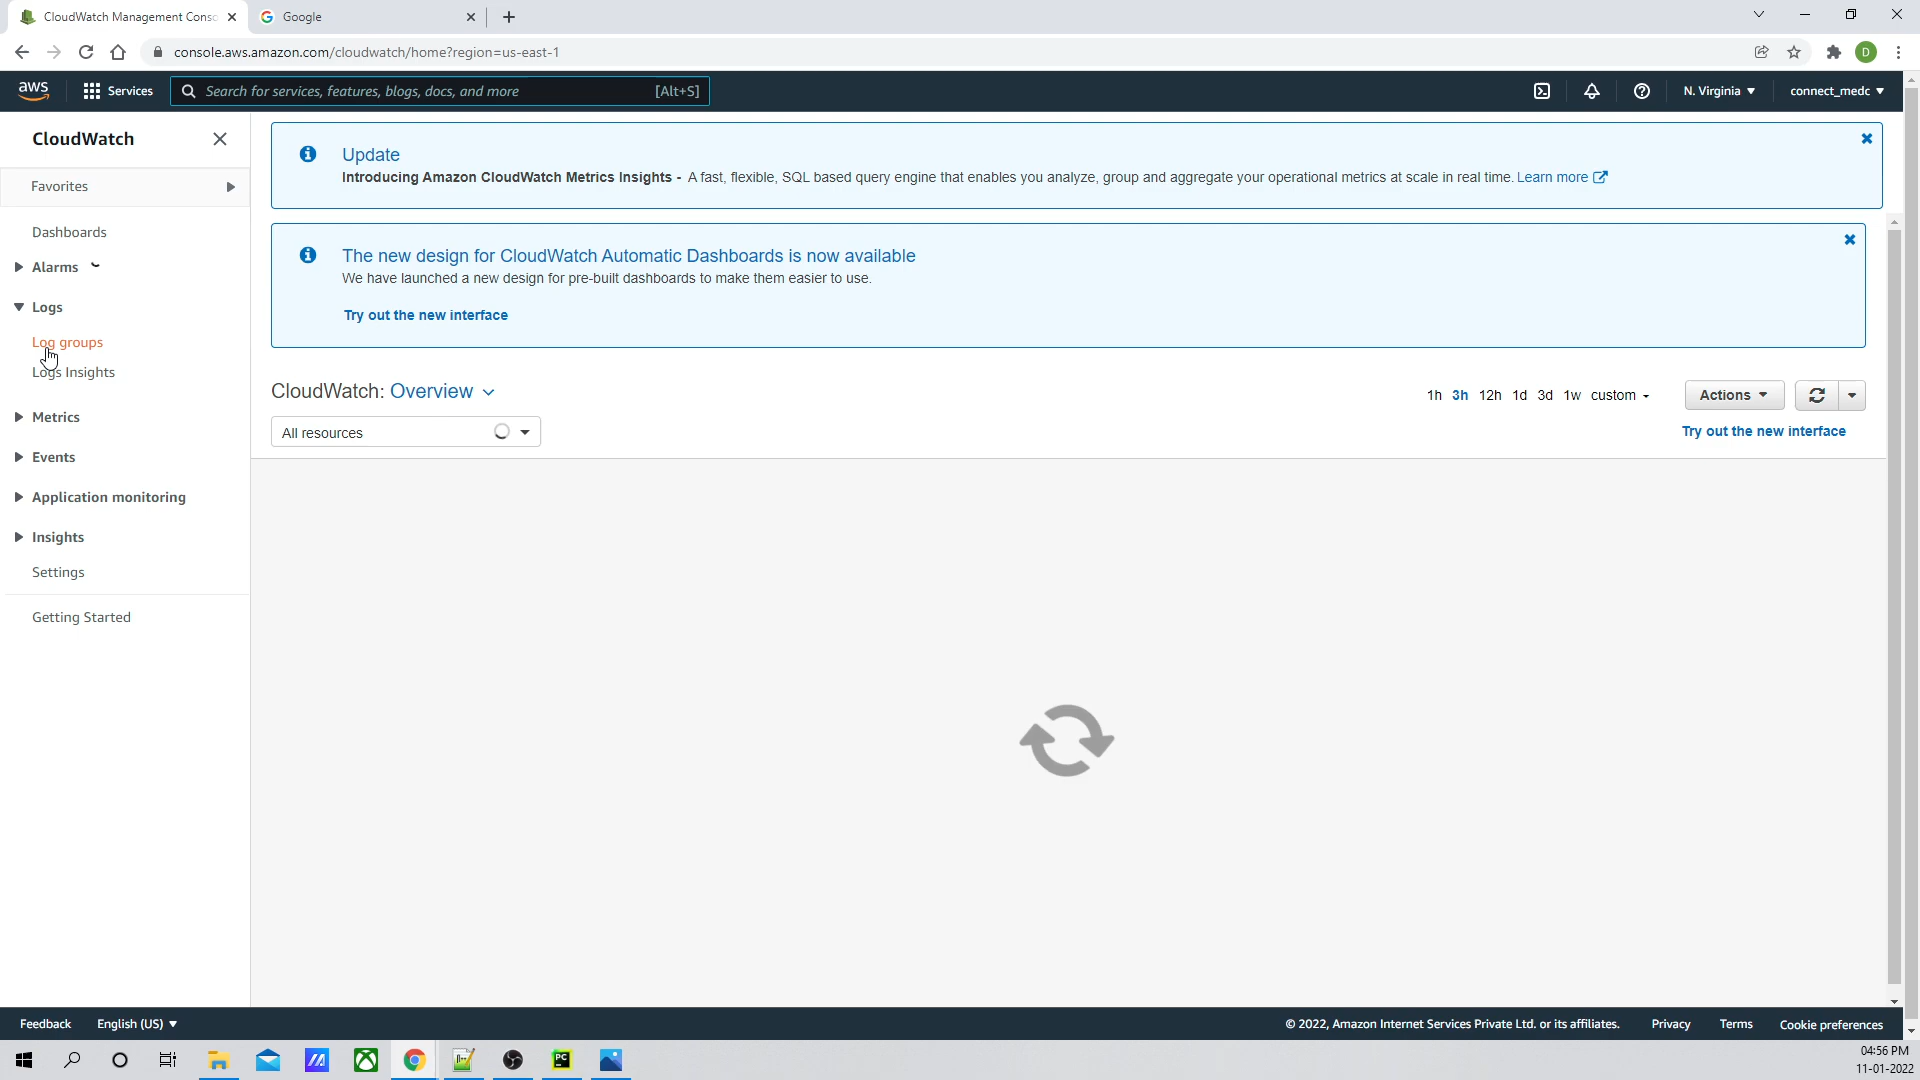 CloudWatch Management Conso
Google
console.aws.amazon.com/cloudwatch/home?region=us-east-1
D
aws
Services
Search for services, features, blogs, docs, and more
[Alt+S]
N. Virginia
connect_medc
CloudWatch
Favorites
Dashboards
Alarms
Logs
Log groups
Logs Insights
Metrics
Events
Application monitoring
Insights
Settings
Getting Started
Update
Introducing Amazon CloudWatch Metrics Insights - A fast, flexible, SQL based query engine that enables you analyze, group and aggregate your operational metrics at scale in real time. Learn more
The new design for CloudWatch Automatic Dashboards is now available
We have launched a new design for pre-built dashboards to make them easier to use.
Try out the new interface
CloudWatch: Overview
1h 3h 12h 1d 3d 1w custom
Actions
All resources
Try out the new interface
Feedback
English (US)
© 2022, Amazon Internet Services Private Ltd. or its affiliates.
Privacy
Terms
Cookie preferences
PC
04:56 PM
11-01-2022